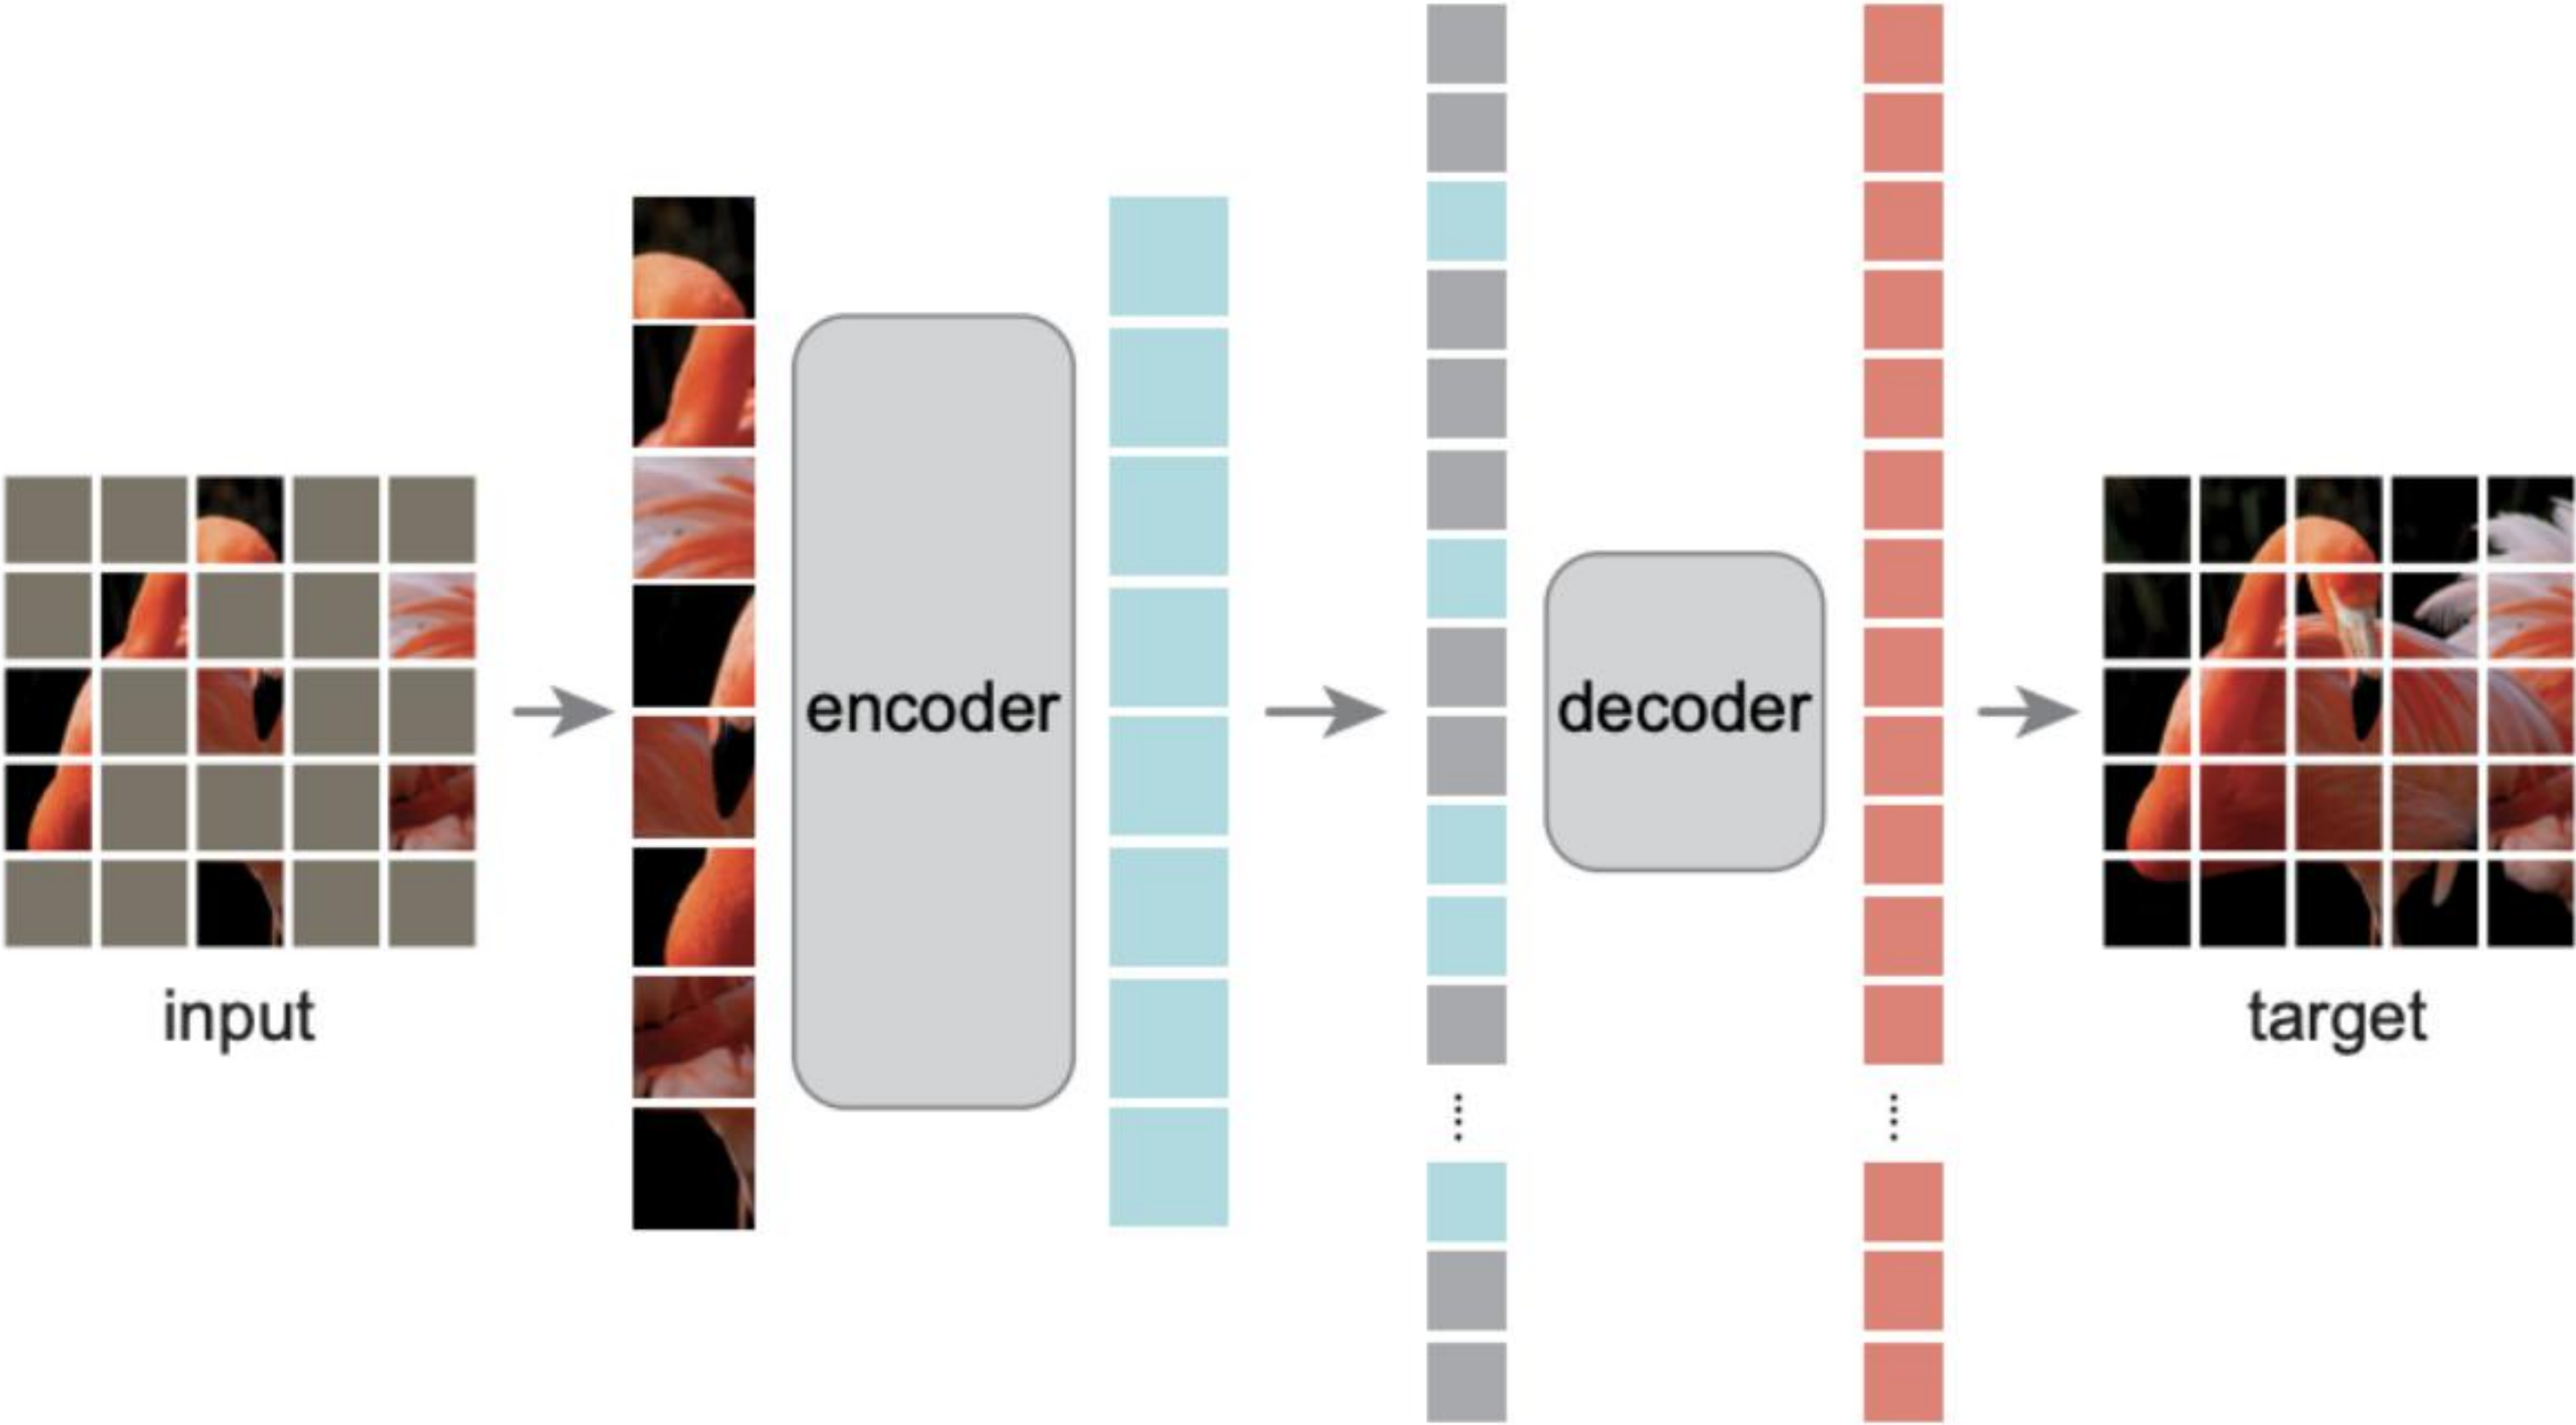 input
encoder
decoder
target